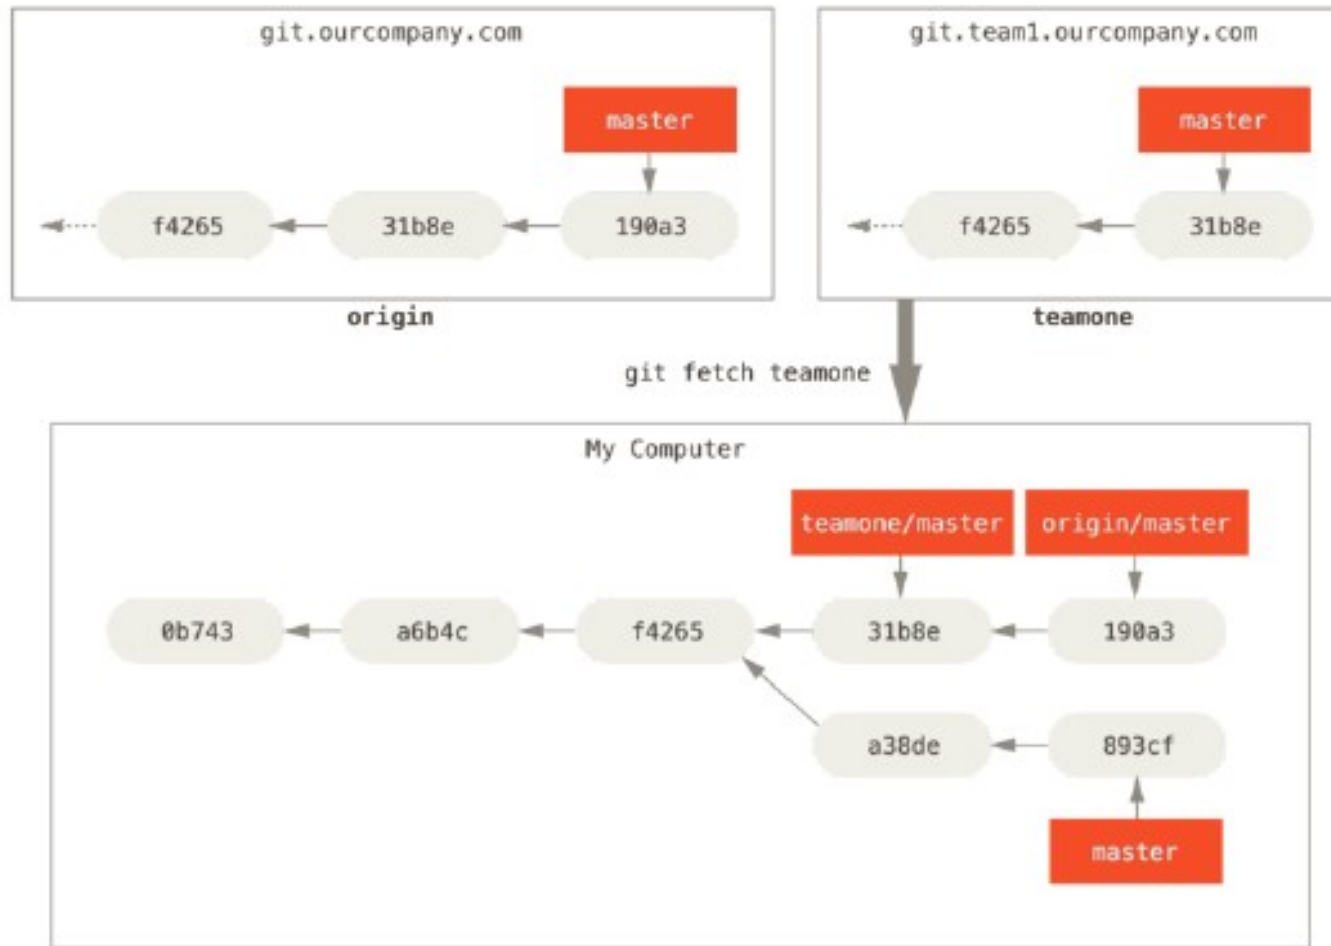 git.ourcompany.com
git.team1.ourcompany.com
master
master
f4265
31b8e
190a3
f4265
31b8e
origin
teamone
git fetch teamone
My Computer
teamone/master
origin/master
0b743
a6b4c
f4265
31b8e
190a3
a38de
893cf
master